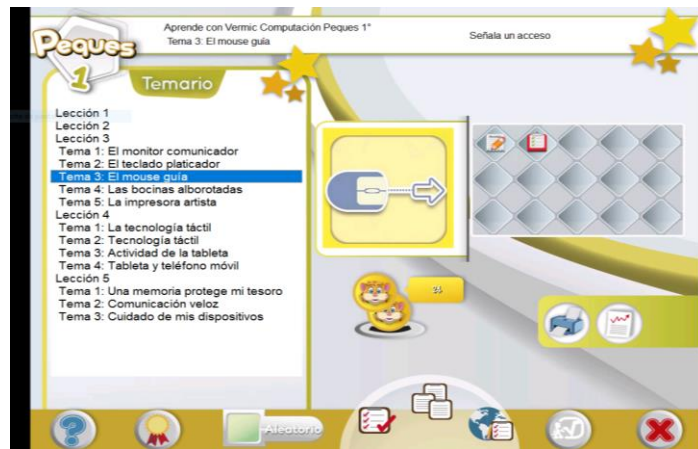 Peques
1
Aprende con Vermic Computación Peques 1°
Tema 3: El mouse guía
Señala un acceso
Temario
Lección 1
Lección 2
Lección 3
Tema 1: El monitor comunicador
Tema 2: El teclado platicador
Tema 3: El mouse guía
Tema 4: Las bocinas alborotadas
Tema 5: La impresora artista
Lección 4
Tema 1: La tecnología táctil
Tema 2: Tecnología táctil
Tema 3: Actividad de la tableta
Tema 4: Tableta y teléfono móvil
Lección 5
Tema 1: Una memoria protege mi tesoro
Tema 2: Comunicación veloz
Tema 3: Cuidado de mis dispositivos
Aleatorio